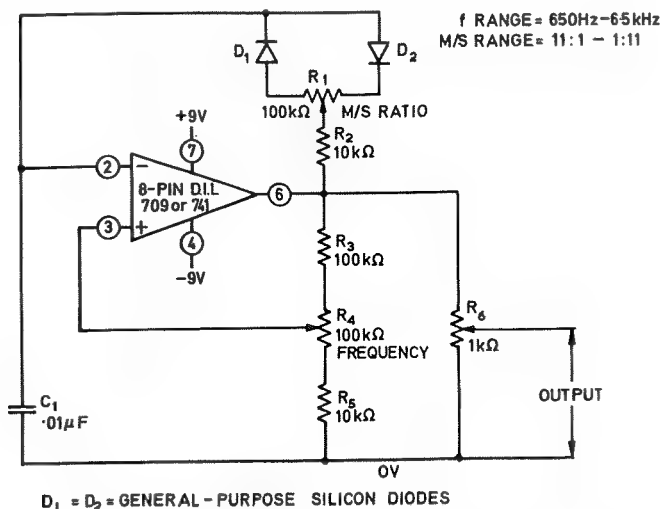 f RANGE = 650Hz-6·5kHz
M/S RANGE = 11:1 - 1:11
D1
D2
R1
100kΩ
M/S RATIO
+9V
R2
10kΩ
7
2
-
8-PIN D.I.L
709 or 741
6
3
+
4
-9V
R3
100kΩ
R4
100kΩ
FREQUENCY
R6
1kΩ
OUTPUT
C1
·01µF
R5
10kΩ
0V
D1 = D2 = GENERAL-PURPOSE SILICON DIODES